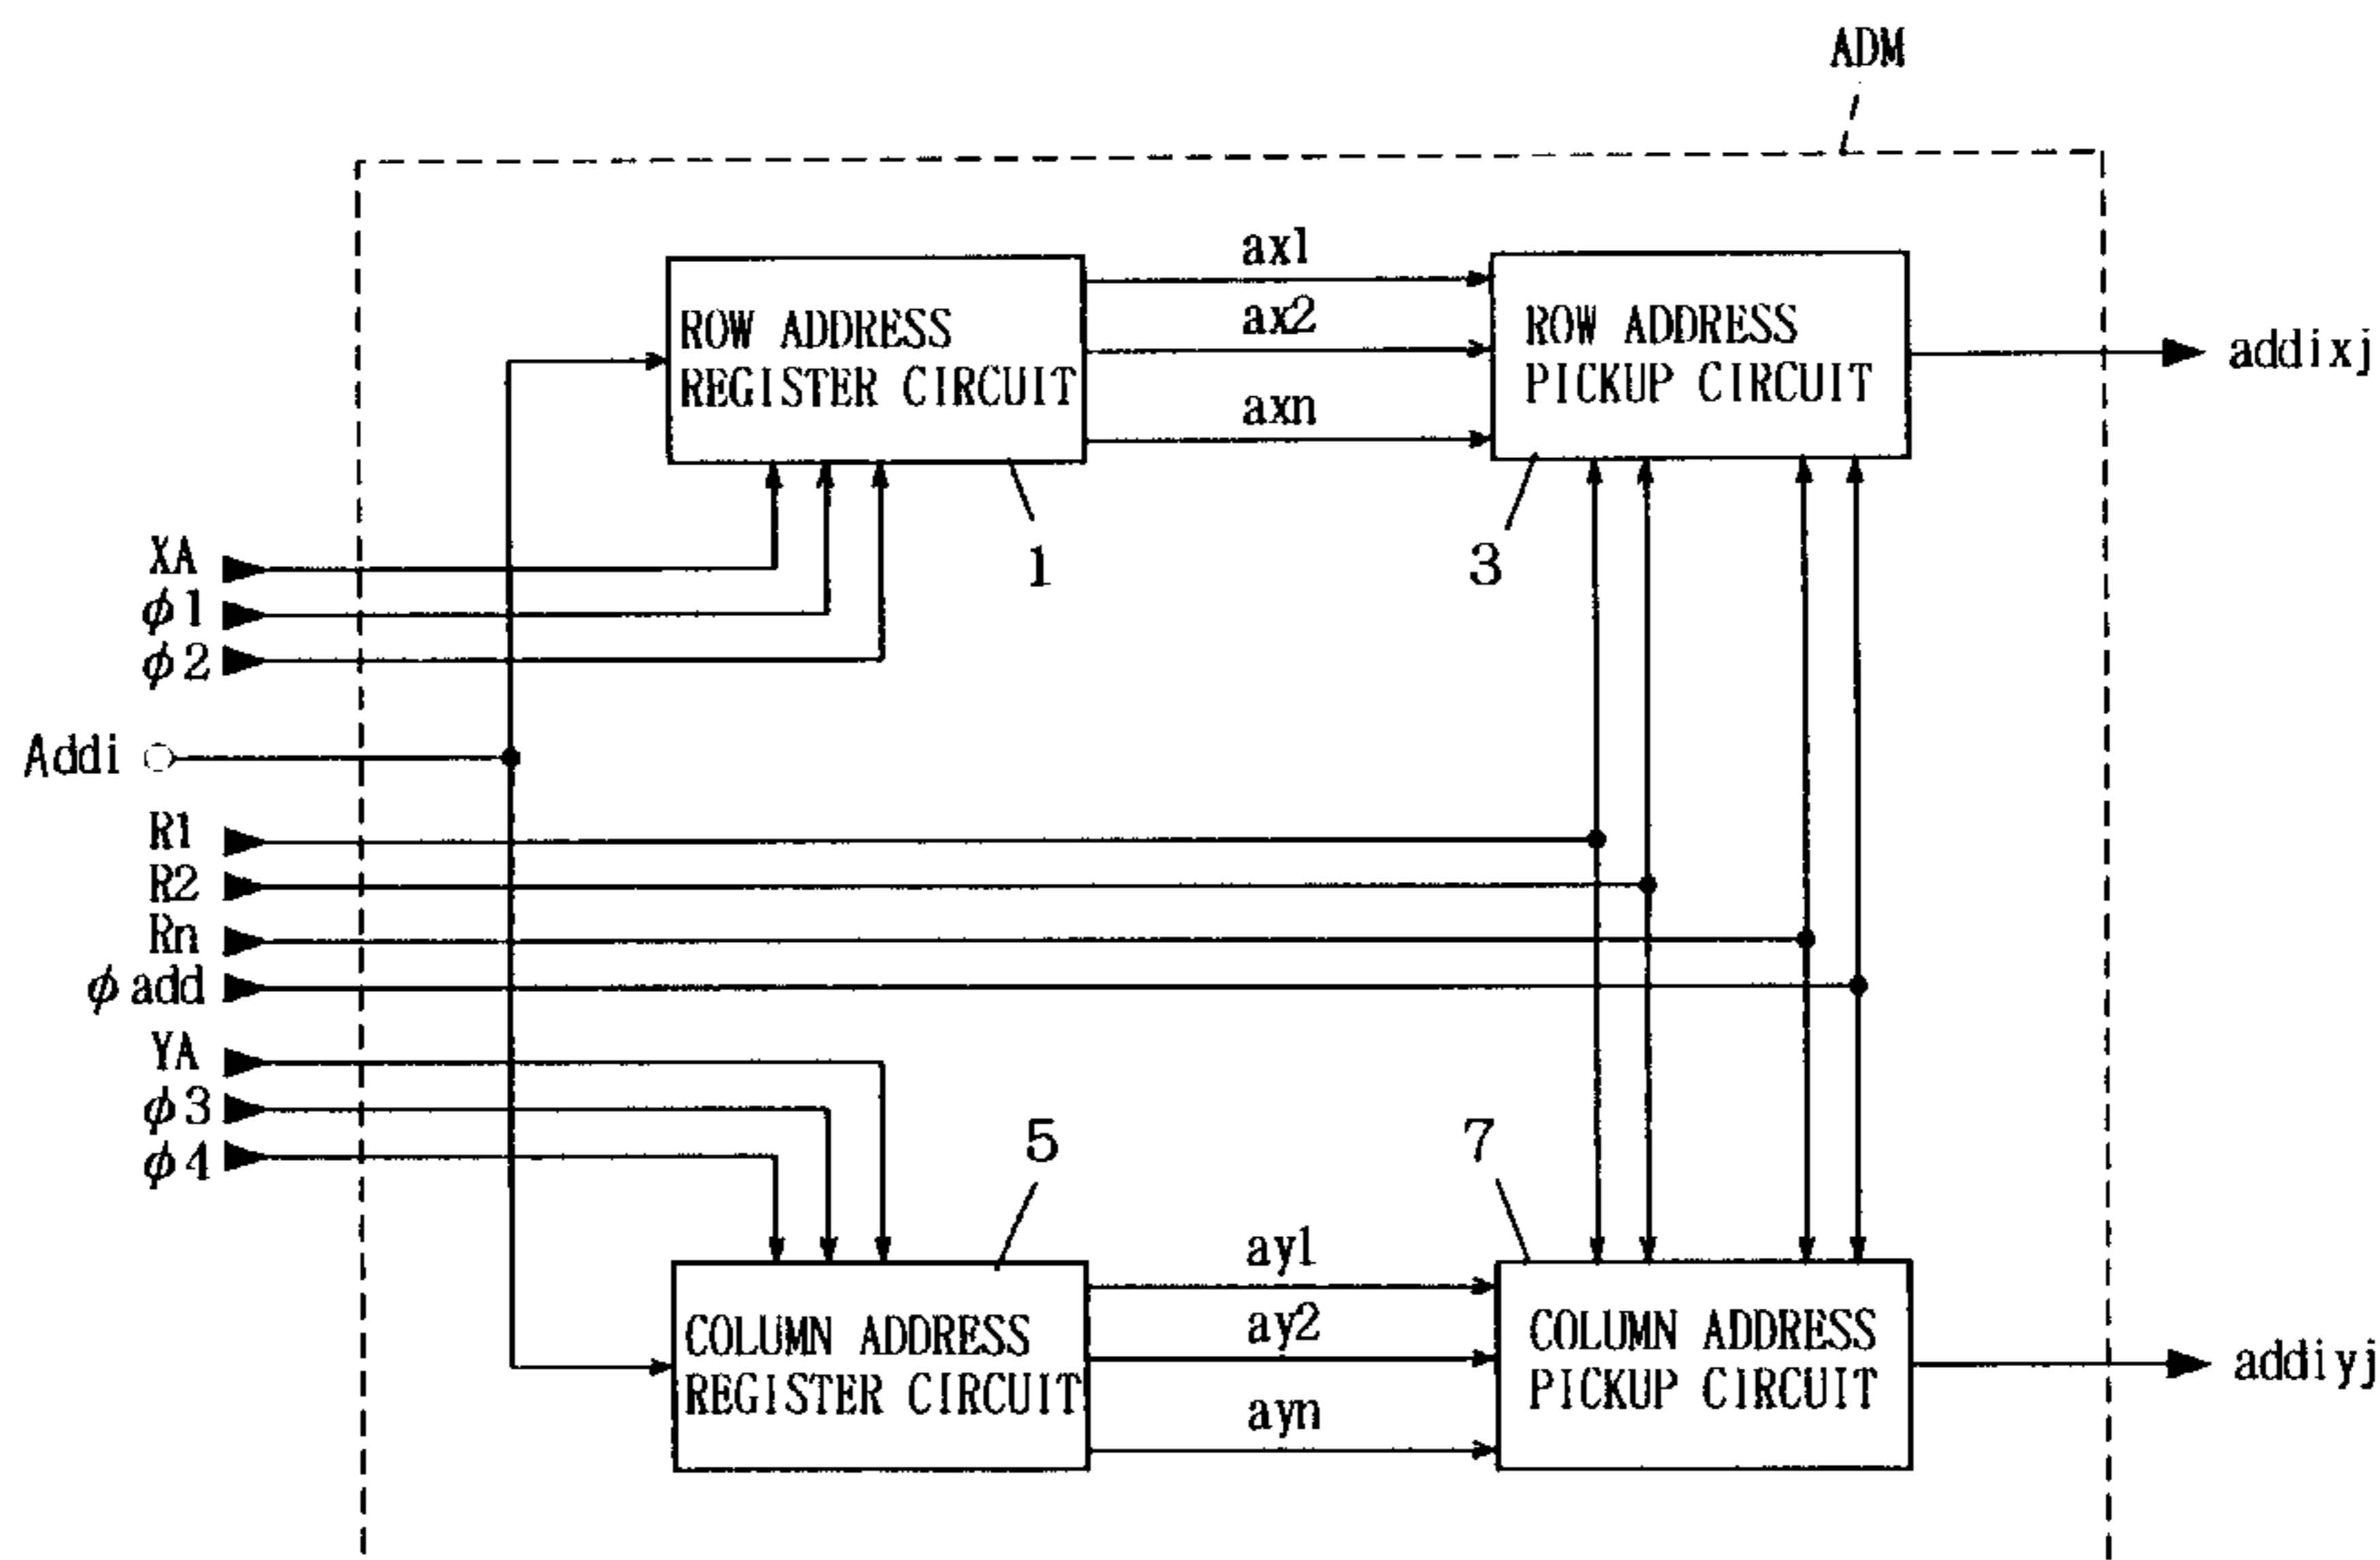 ADM
ax1
ax2
axn
ROW ADDRESS
REGISTER CIRCUIT
ROW ADDRESS
PICKUP CIRCUIT
addixj
1
3
XA
ϕ1
ϕ2
Addi
R1
R2
Rn
ϕadd
YA
ϕ3
ϕ4
5
7
ay1
ay2
ayn
COLUMN ADDRESS
REGISTER CIRCUIT
COLUMN ADDRESS
PICKUP CIRCUIT
addiyj